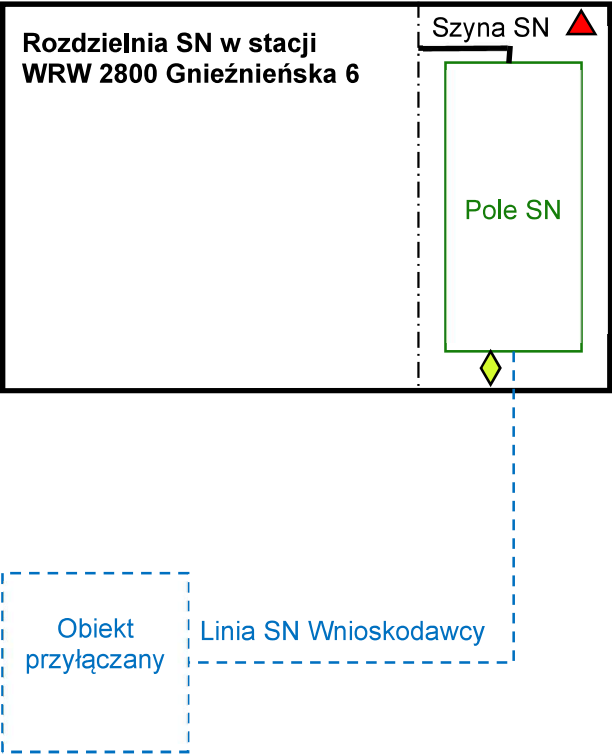 Rozdzielnia SN w stacji
WRW 2800 Gnieźnieńska 6
Szyna SN
Pole SN
Obiekt
przyłączany
Linia SN Wnioskodawcy